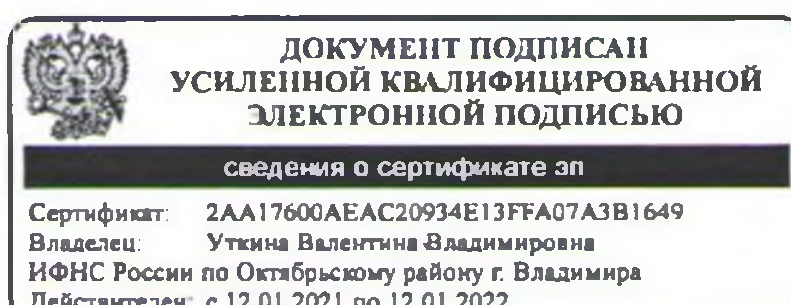 ДОКУМЕНТ ПОДПИСАН
УСИЛЕННОЙ КВАЛИФИЦИРОВАННОЙ
ЭЛЕКТРОННОЙ ПОДПИСЬЮ
сведения о сертификате эп
Сертификат: 2AA17600AEAC20934E13FFA07A3B1649
Владелец: Уткина Валентина Владимировна
ИФНС России по Октябрьскому району г. Владимира
Действителен: с 12.01.2021 по 12.01.2022